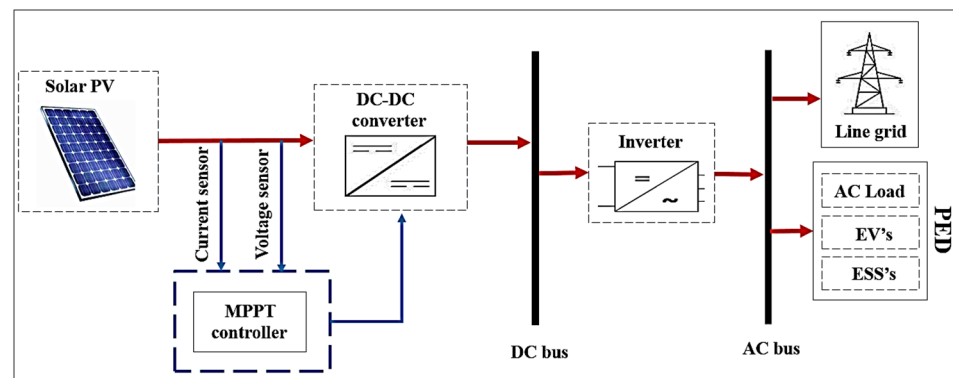 Solar PV
Current sensor
Voltage sensor
DC-DC
converter
MPPT
controller
DC bus
Inverter
=
~
AC bus
Line grid
AC Load
EV's
ESS's
PED